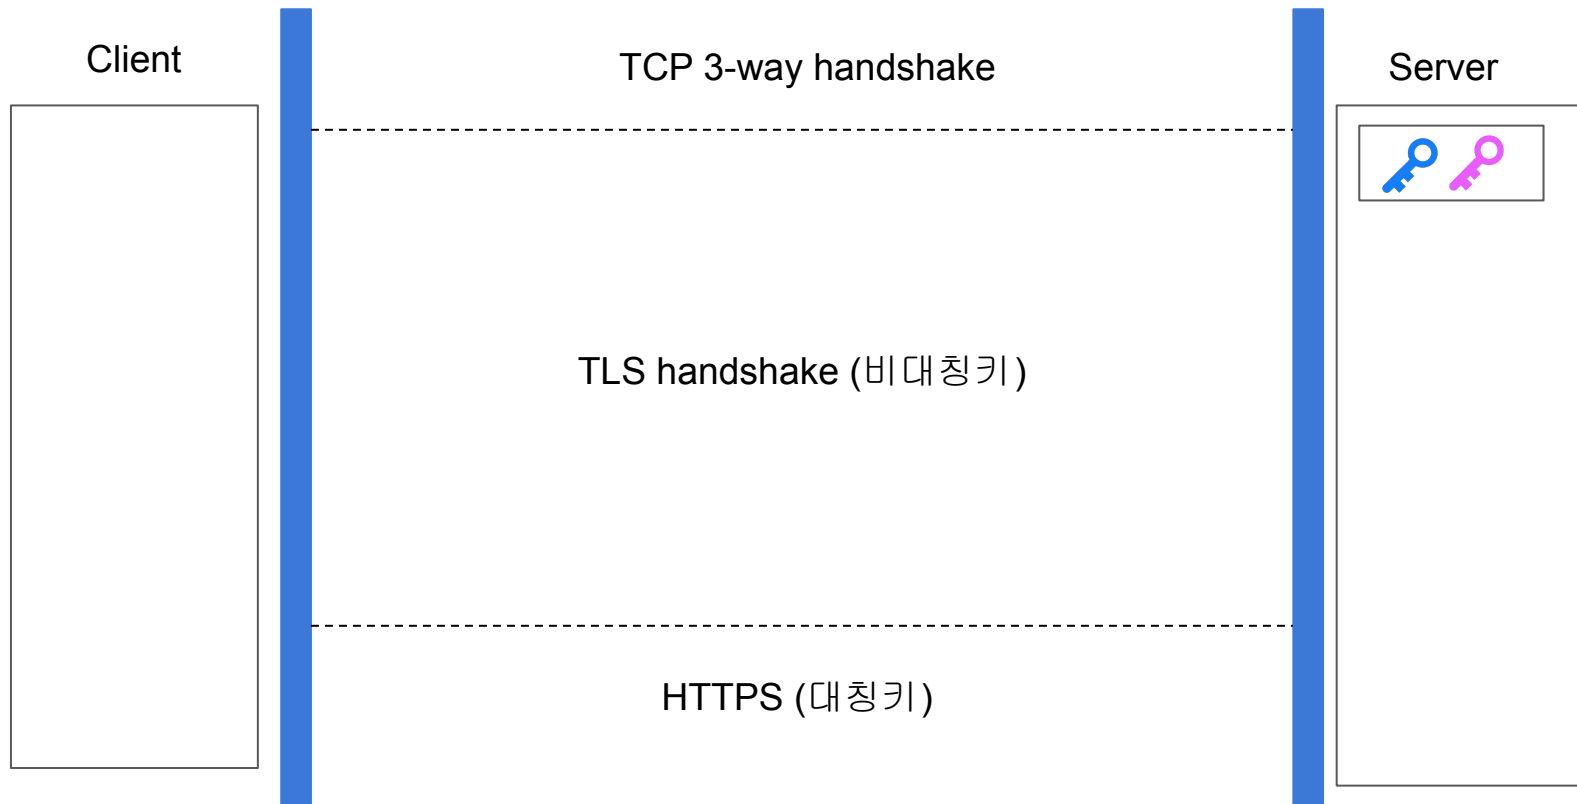 Client
TCP 3-way handshake
Server
TLS handshake (비대칭키)
HTTPS (대칭키)